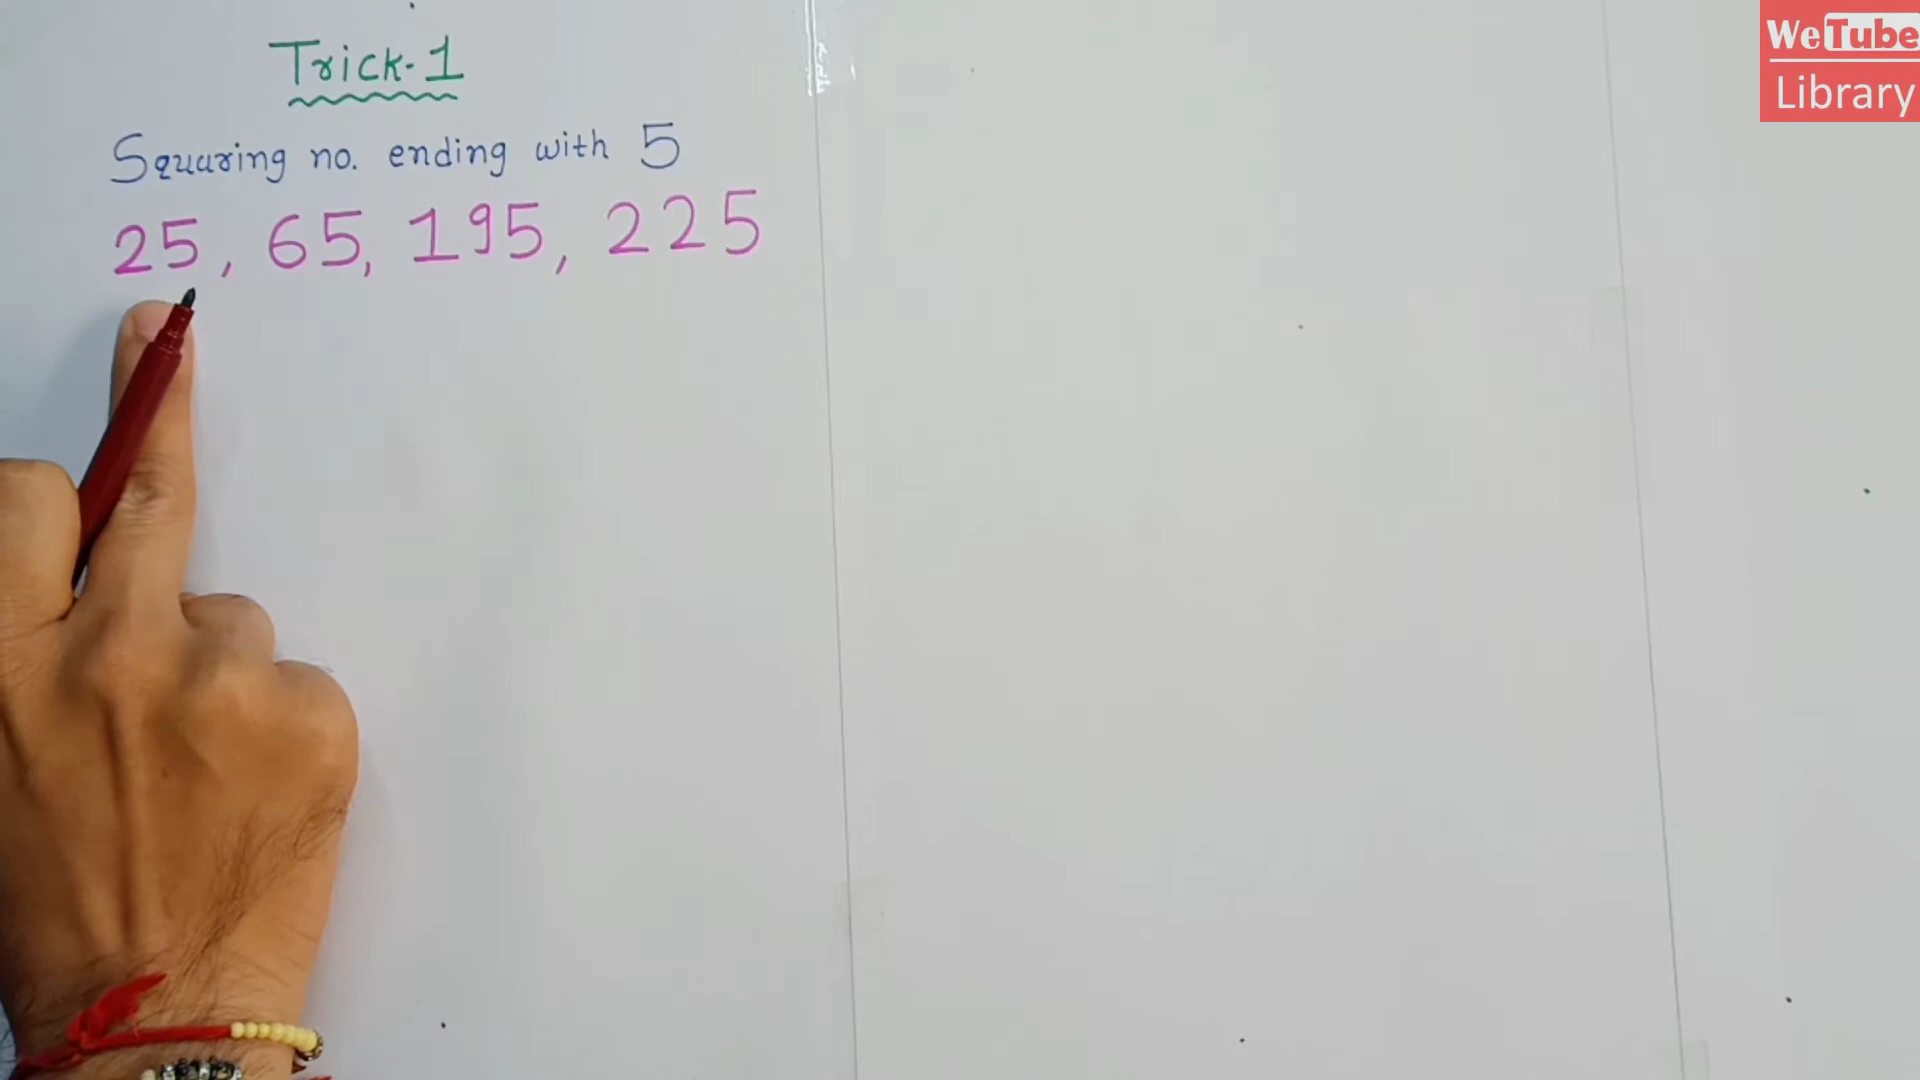 Trick-1
Squaring no. ending with 5
25, 65, 195, 225
WeTube
Library